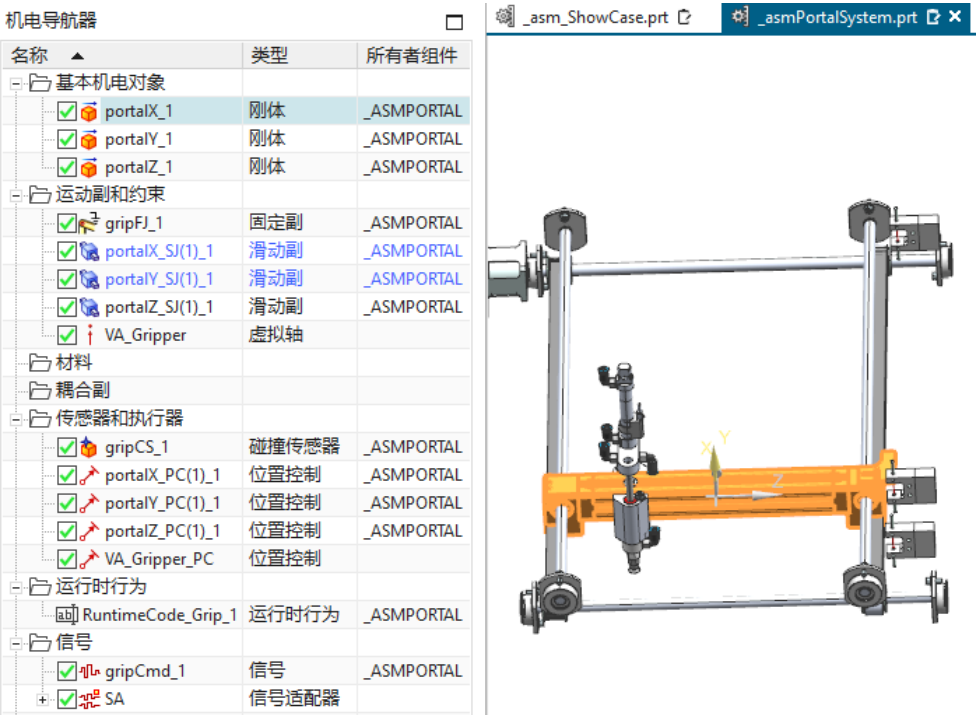 机电导航器
_asm_ShowCase.prt
_asmPortalSystem.prt
名称 类型 所有者组件
基本机电对象
portalX_1 刚体 _ASMPORTAL
portalY_1 刚体 _ASMPORTAL
portalZ_1 刚体 _ASMPORTAL
运动副和约束
gripFJ_1 固定副 _ASMPORTAL
portalX_SJ(1)_1 滑动副 _ASMPORTAL
portalY_SJ(1)_1 滑动副 _ASMPORTAL
portalZ_SJ(1)_1 滑动副 _ASMPORTAL
VA_Gripper 虚拟轴
材料
耦合副
传感器和执行器
gripCS_1 碰撞传感器 _ASMPORTAL
portalX_PC(1)_1 位置控制 _ASMPORTAL
portalY_PC(1)_1 位置控制 _ASMPORTAL
portalZ_PC(1)_1 位置控制 _ASMPORTAL
VA_Gripper_PC 位置控制
运行时行为
ab RuntimeCode_Grip_1 运行时行为 _ASMPORTAL
信号
gripCmd_1 信号 _ASMPORTAL
SA 信号适配器
X Y
Z